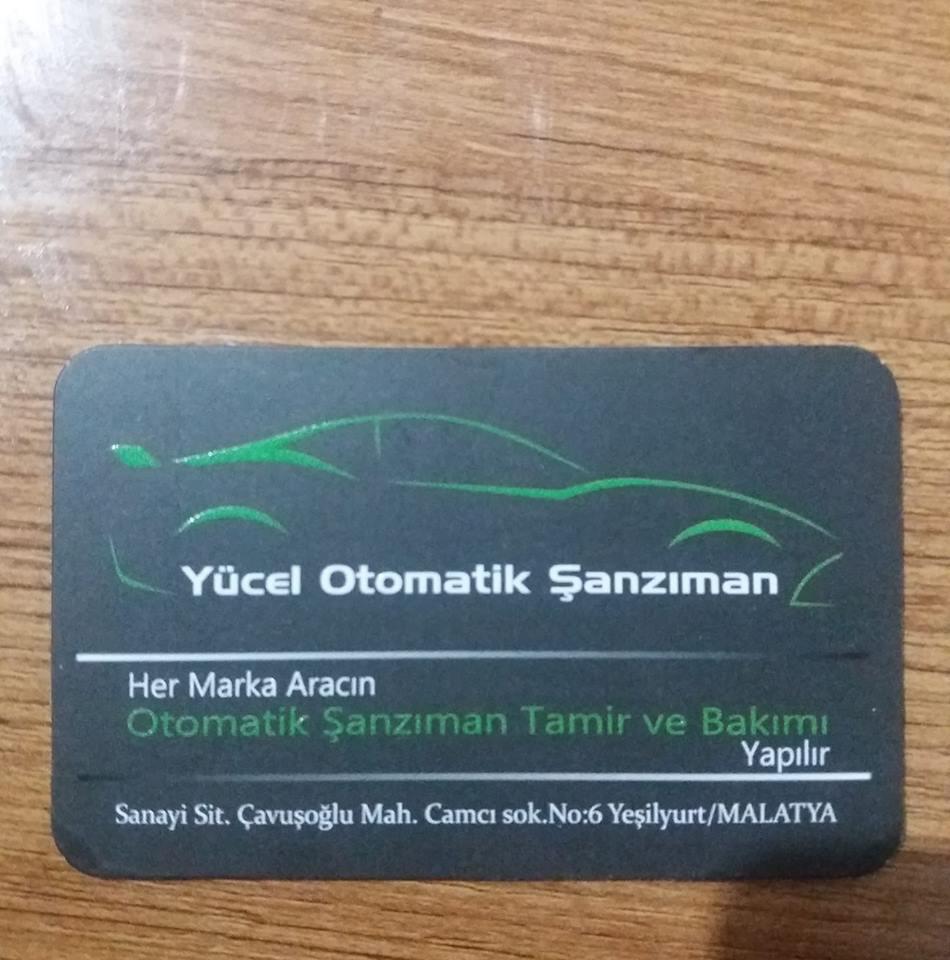 Yücel Otomatik Şanzıman
Her Marka Aracın
Otomatik Şanzıman Tamir ve Bakımı
Yapılır
Sanayi Sit. Çavuşoğlu Mah. Camcı sok.No:6 Yeşilyurt/MALATYA